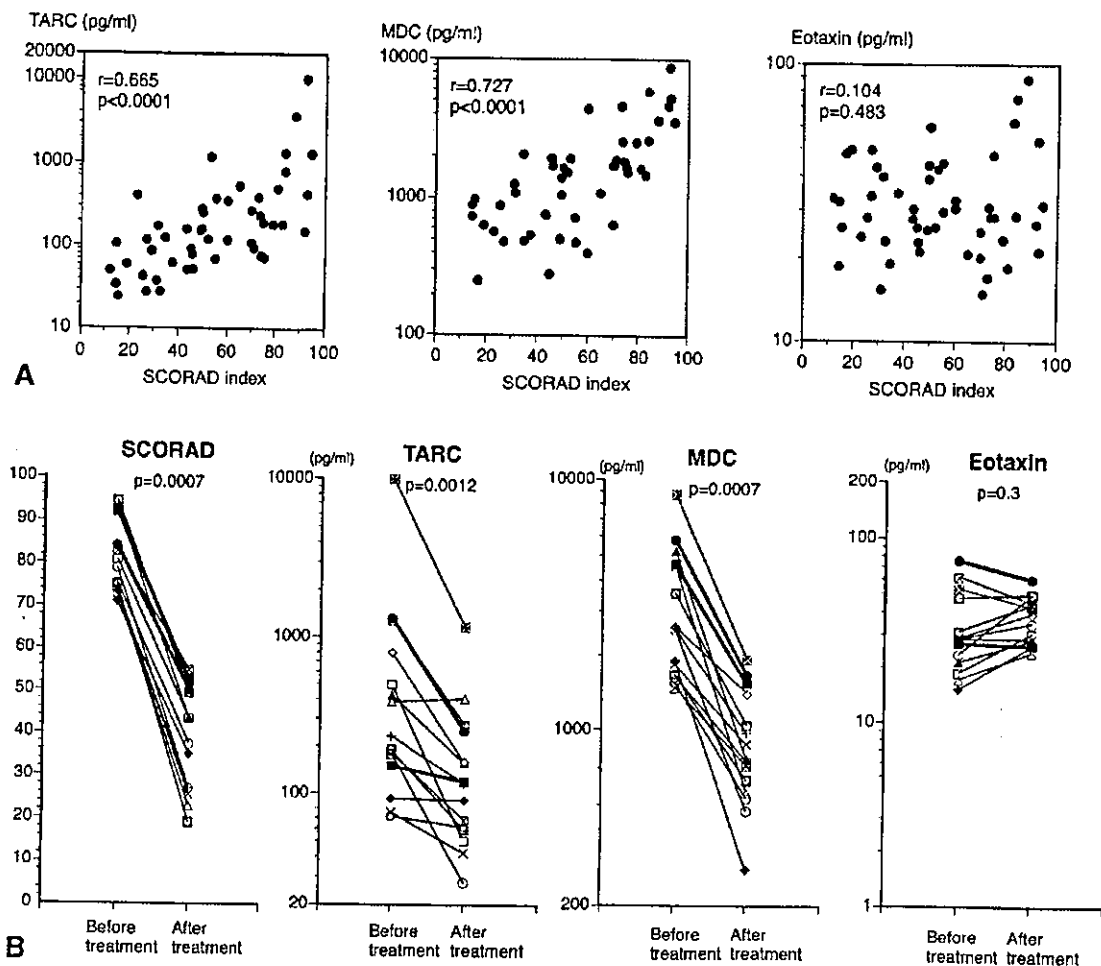 TARC (pg/ml)
20000
10000
1000
100
10
r=0.665
p<0.0001
0 20 40 60 80 100
SCORAD index
MDC (pg/ml)
10000
1000
100
r=0.727
p<0.0001
0 20 40 60 80 100
SCORAD index
Eotaxin (pg/ml)
100
10
r=0.104
p=0.483
0 20 40 60 80 100
SCORAD index
A
SCORAD
p=0.0007
100
90
80
70
60
50
40
30
20
10
0
Before treatment
After treatment
TARC
(pg/ml)
p=0.0012
10000
1000
100
20
Before treatment
After treatment
MDC
(pg/ml)
p=0.0007
10000
1000
200
Before treatment
After treatment
Eotaxin
(pg/ml)
p=0.3
200
100
10
1
Before treatment
After treatment
B